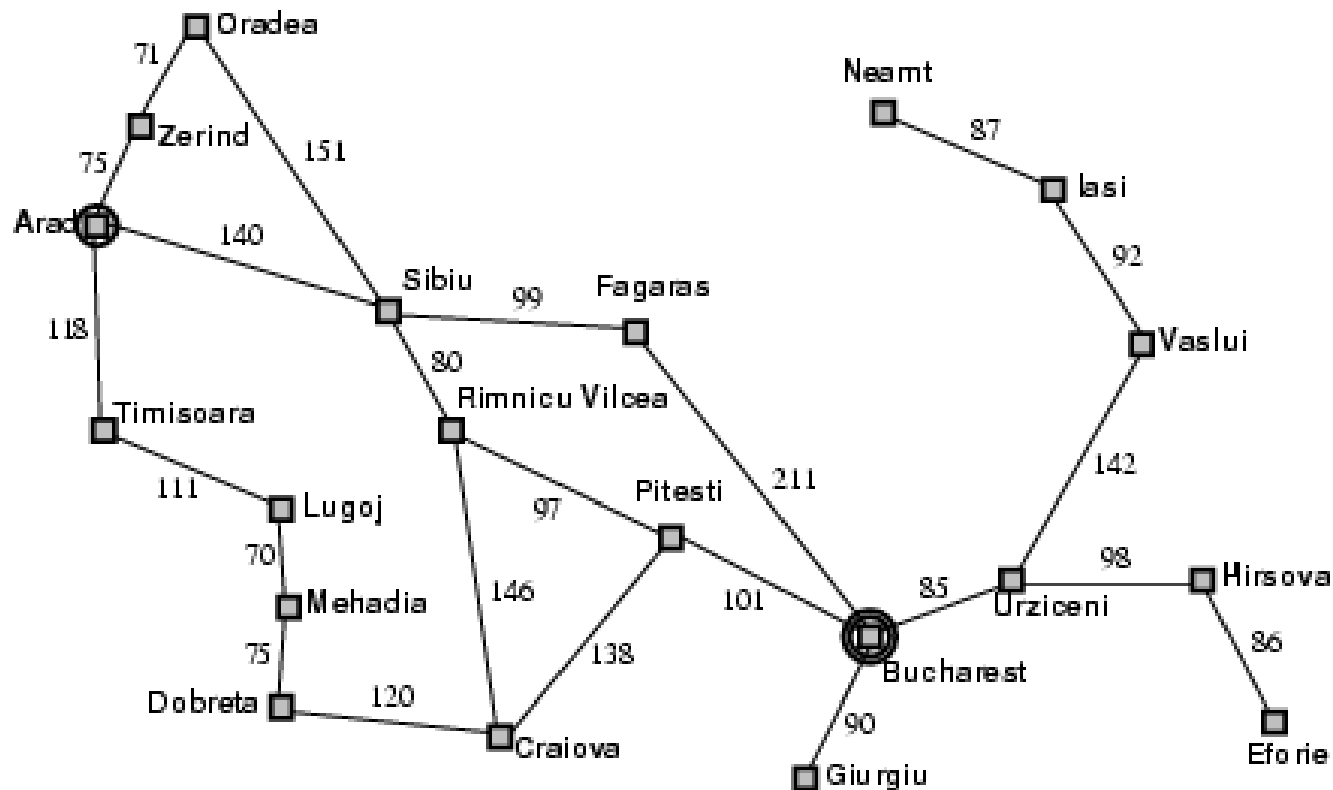 Oradea
71
Neamt
87
Zerind
151
75
Iasi
Arad
140
92
Sibiu
99
Fagaras
118
80
Vaslui
Timisoara
Rimnicu Vilcea
211
142
111
Lugoj
97
Pitesti
70
146
98
Hirsova
Mehadia
101
85
Urziceni
138
86
75
Bucharest
Dobreta
120
90
Craiova
Eforie
Giurgiu